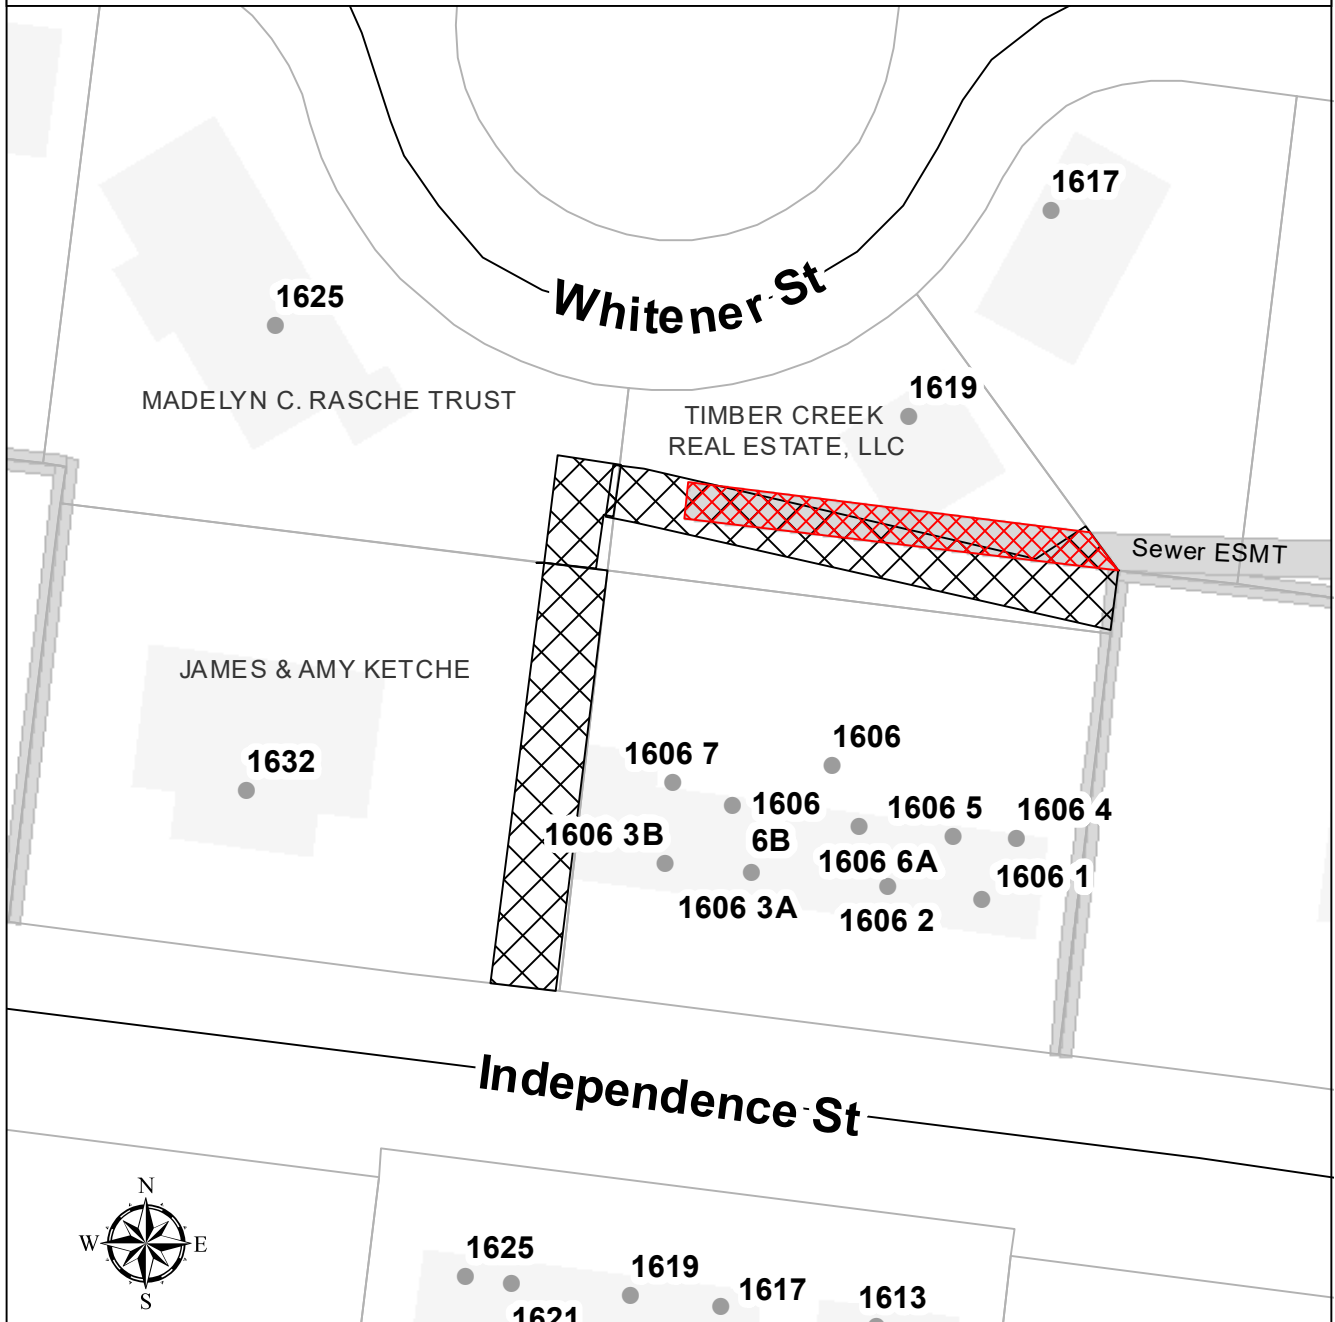 1617
Whitener St
1625
1619
MADELYN C. RASCHE TRUST
TIMBER CREEK
REAL ESTATE, LLC
Sewer ESMT
JAMES & AMY KETCHE
1632
1606
1606 7
1606
6B
1606 5
1606 4
1606 3B
1606 6A
1606 1
1606 3A
1606 2
Independence St
N
W
E
S
1625
1621
1619
1617
1613